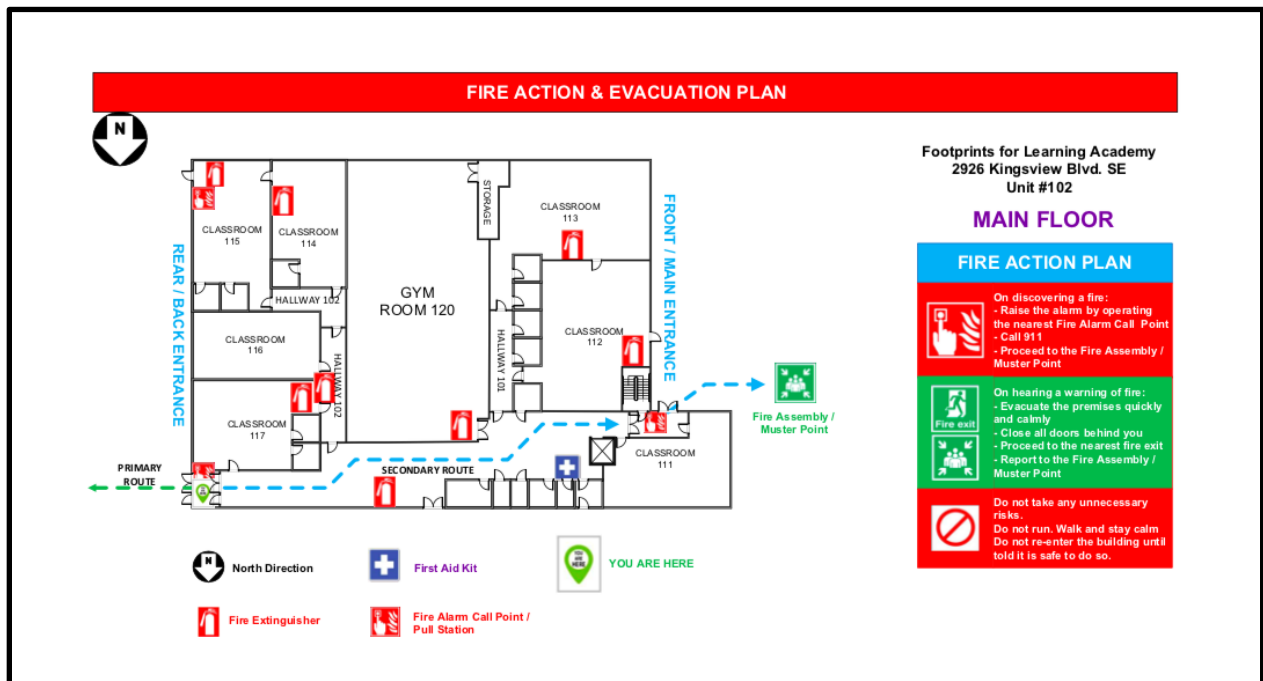 FIRE ACTION & EVACUATION PLAN
N
Footprints for Learning Academy
2926 Kingsview Blvd. SE
Unit #102
MAIN FLOOR
FIRE ACTION PLAN
On discovering a fire:
- Raise the alarm by operating
the nearest Fire Alarm Call Point
- Call 911
- Proceed to the Fire Assembly /
Muster Point
On hearing a warning of fire:
- Evacuate the premises quickly
and calmly
- Close all doors behind you
- Proceed to the nearest fire exit
- Report to the Fire Assembly /
Muster Point
Fire exit
Do not take any unnecessary
risks.
Do not run. Walk and stay calm
Do not re-enter the building until
told it is safe to do so.
REAR / BACK ENTRANCE
CLASSROOM
115
CLASSROOM
114
HALLWAY 102
CLASSROOM
116
HALLWAY 102
CLASSROOM
117
GYM
ROOM 120
STORAGE
CLASSROOM
113
HALLWAY 101
CLASSROOM
112
FRONT / MAIN ENTRANCE
CLASSROOM
111
Fire Assembly /
Muster Point
PRIMARY
ROUTE
SECONDARY ROUTE
N
North Direction
First Aid Kit
YOU
ARE
HERE
YOU ARE HERE
Fire Extinguisher
Fire Alarm Call Point /
Pull Station